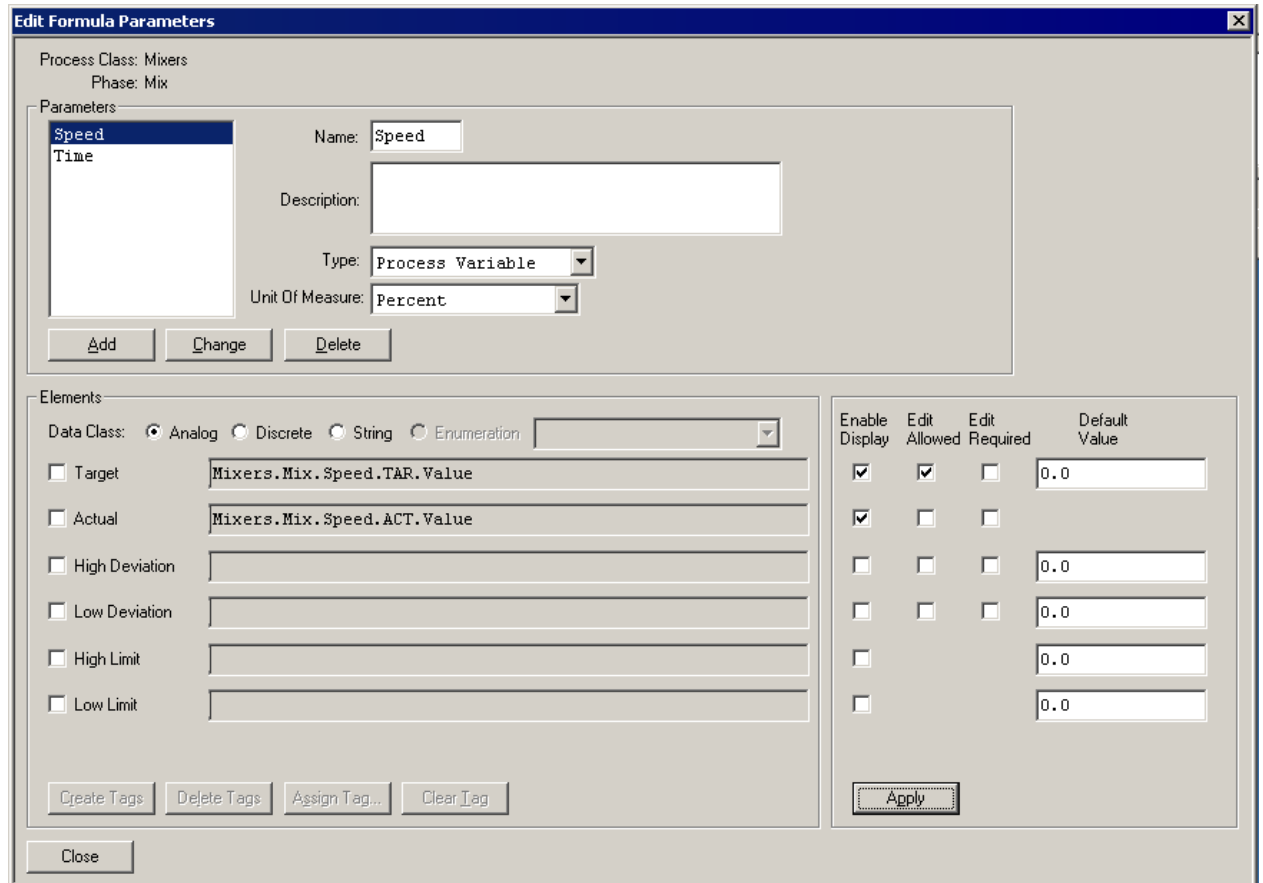 Edit Formula Parameters
Process Class: Mixers
Phase: Mix
Parameters
Speed
Time
Name: Speed
Description:
Type: Process Variable
Unit Of Measure: Percent
Add Change Delete
Elements
Data Class: Analog Discrete String Enumeration
Target Mixers.Mix.Speed.TAR.Value
Actual Mixers.Mix.Speed.ACT.Value
High Deviation
Low Deviation
High Limit
Low Limit
Create Tags Delete Tags Assign Tag... Clear Tag
Enable Edit Edit Default
Display Allowed Required Value
0.0
0.0
0.0
0.0
0.0
Apply
Close